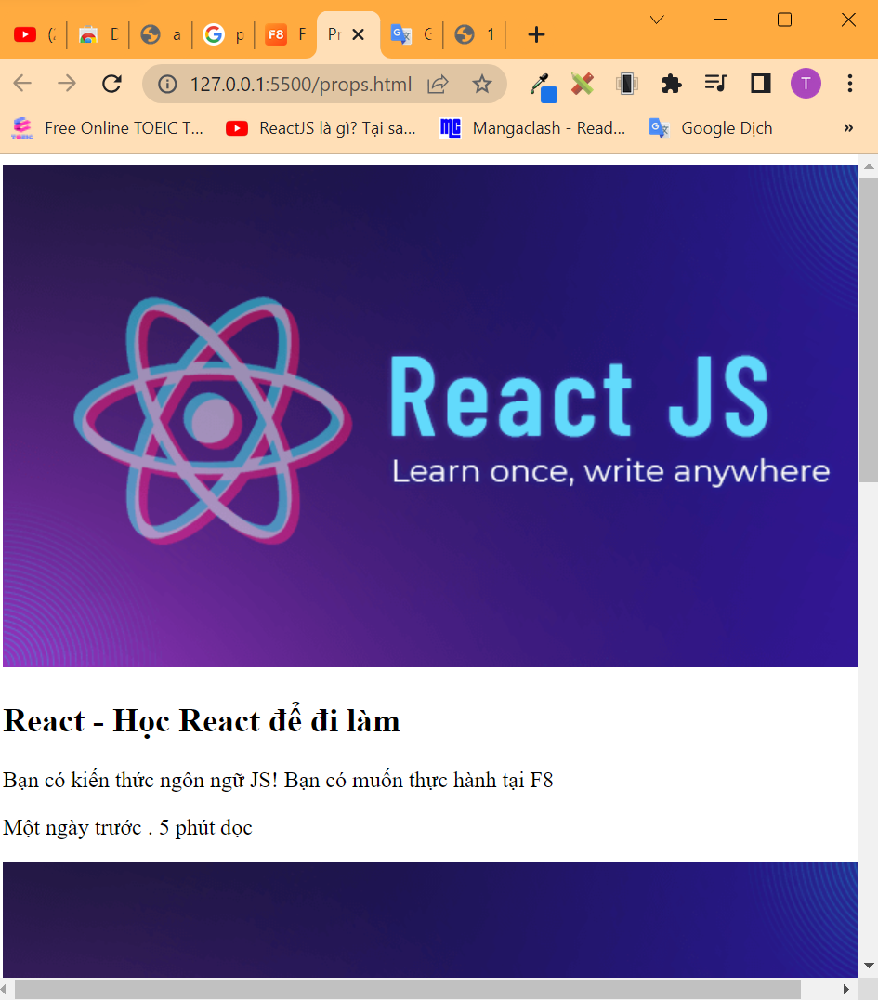 ( D a G p F8 F Pr G G 1
127.0.0.1:5500/props.html T
TOEIC Free Online TOEIC T... ReactJS là gì? Tại sa... MC Mangaclash - Read... G Google Dịch »
React JS
Learn once, write anywhere
React - Học React để đi làm
Bạn có kiến thức ngôn ngữ JS! Bạn có muốn thực hành tại F8
Một ngày trước . 5 phút đọc